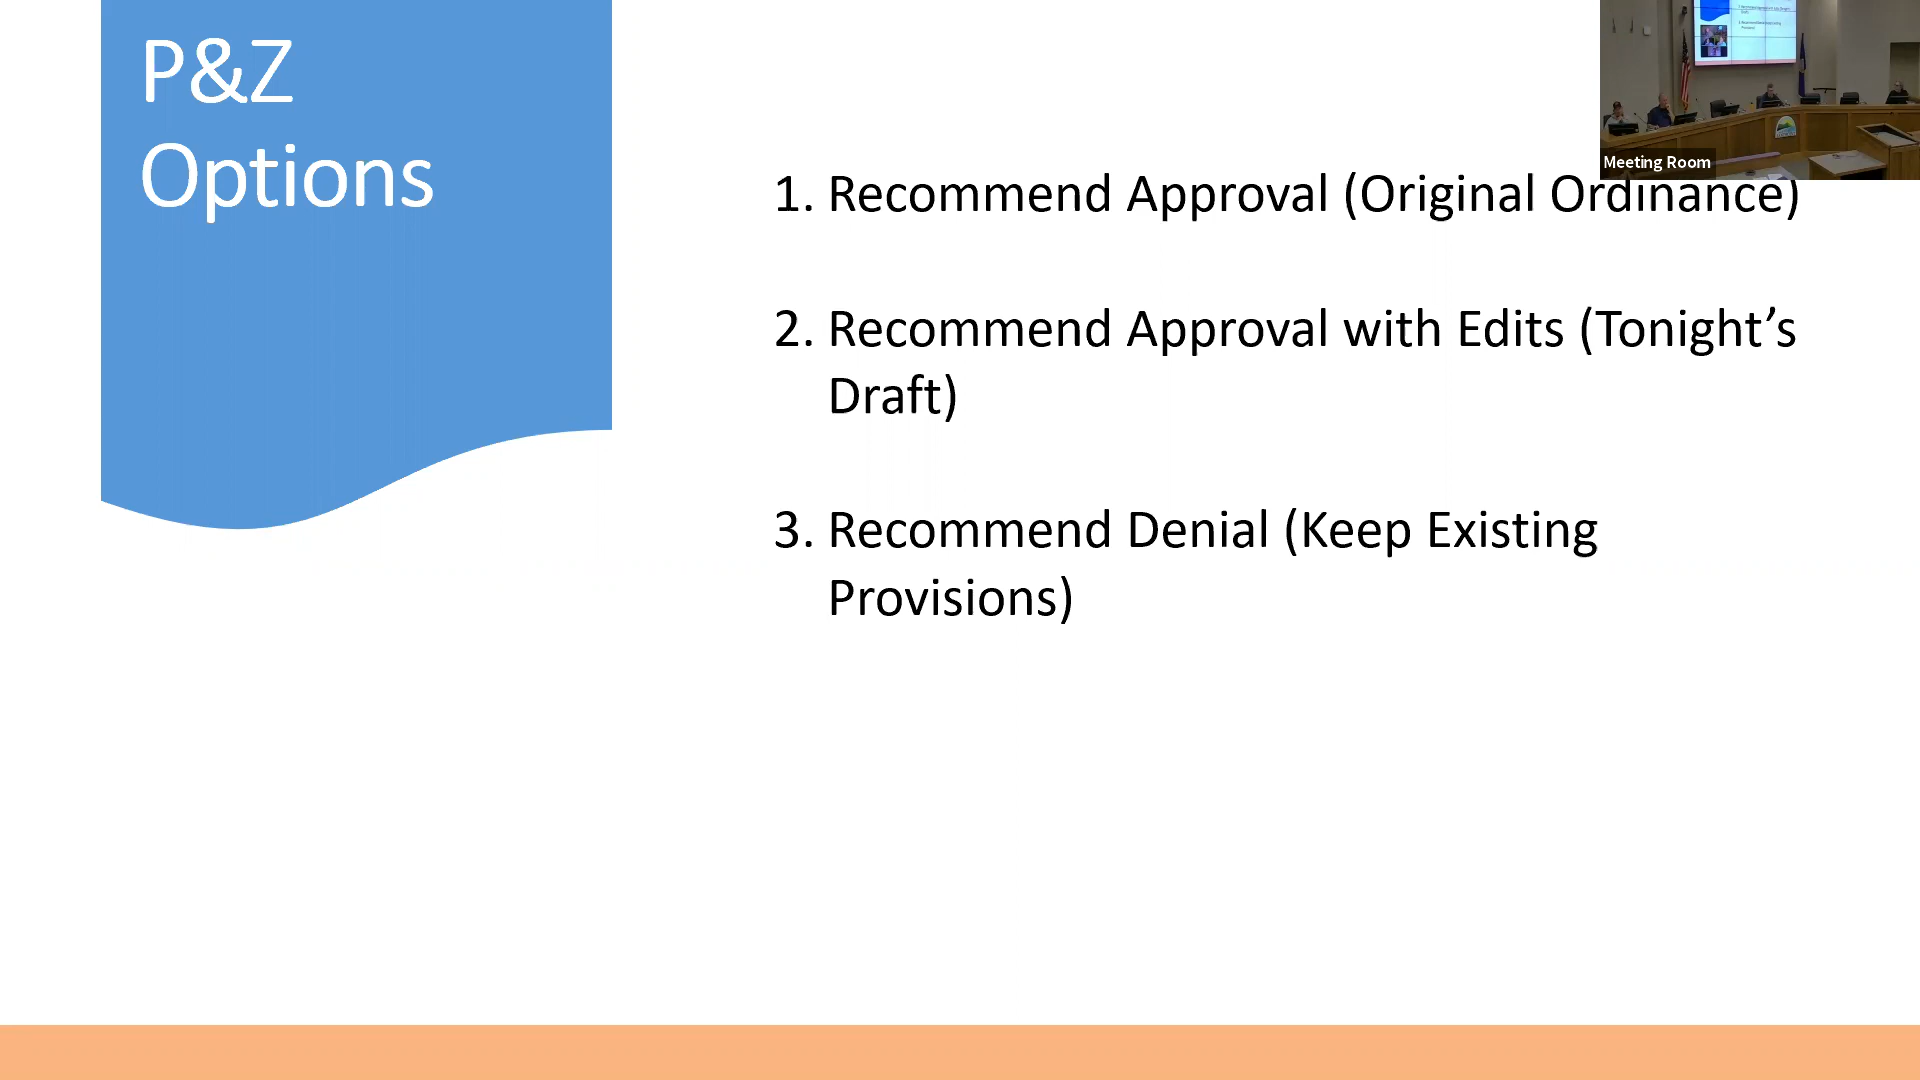 P&Z
Options
1. Recommend Approval (Original Ordinance)
2. Recommend Approval with Edits (Tonight’s
Draft)
3. Recommend Denial (Keep Existing
Provisions)
Meeting Room